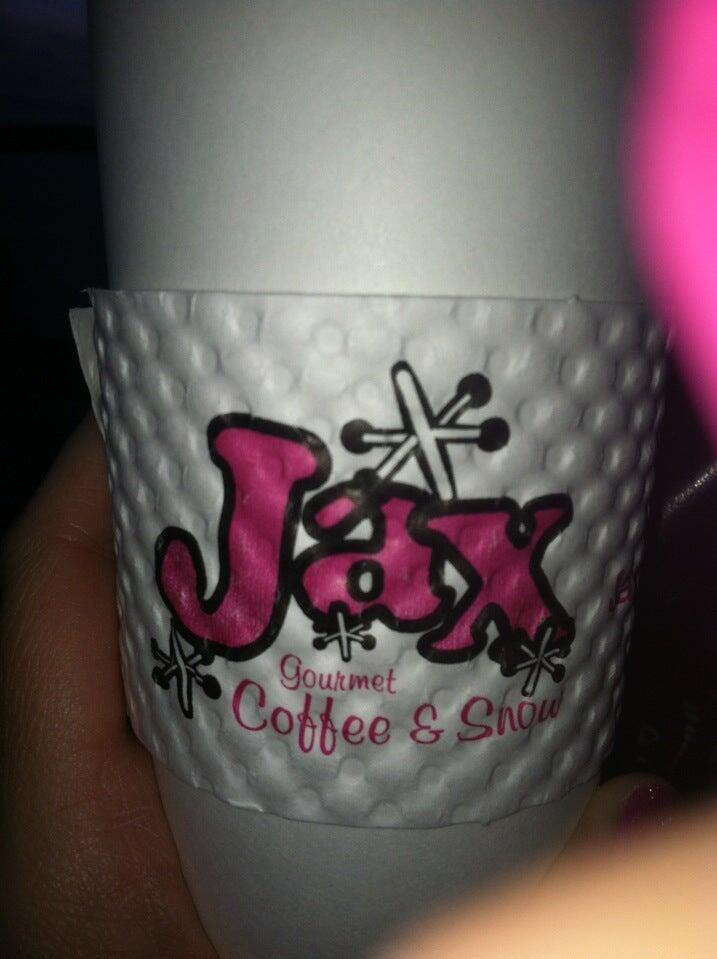 Jax
Gourmet
Coffee & Snow